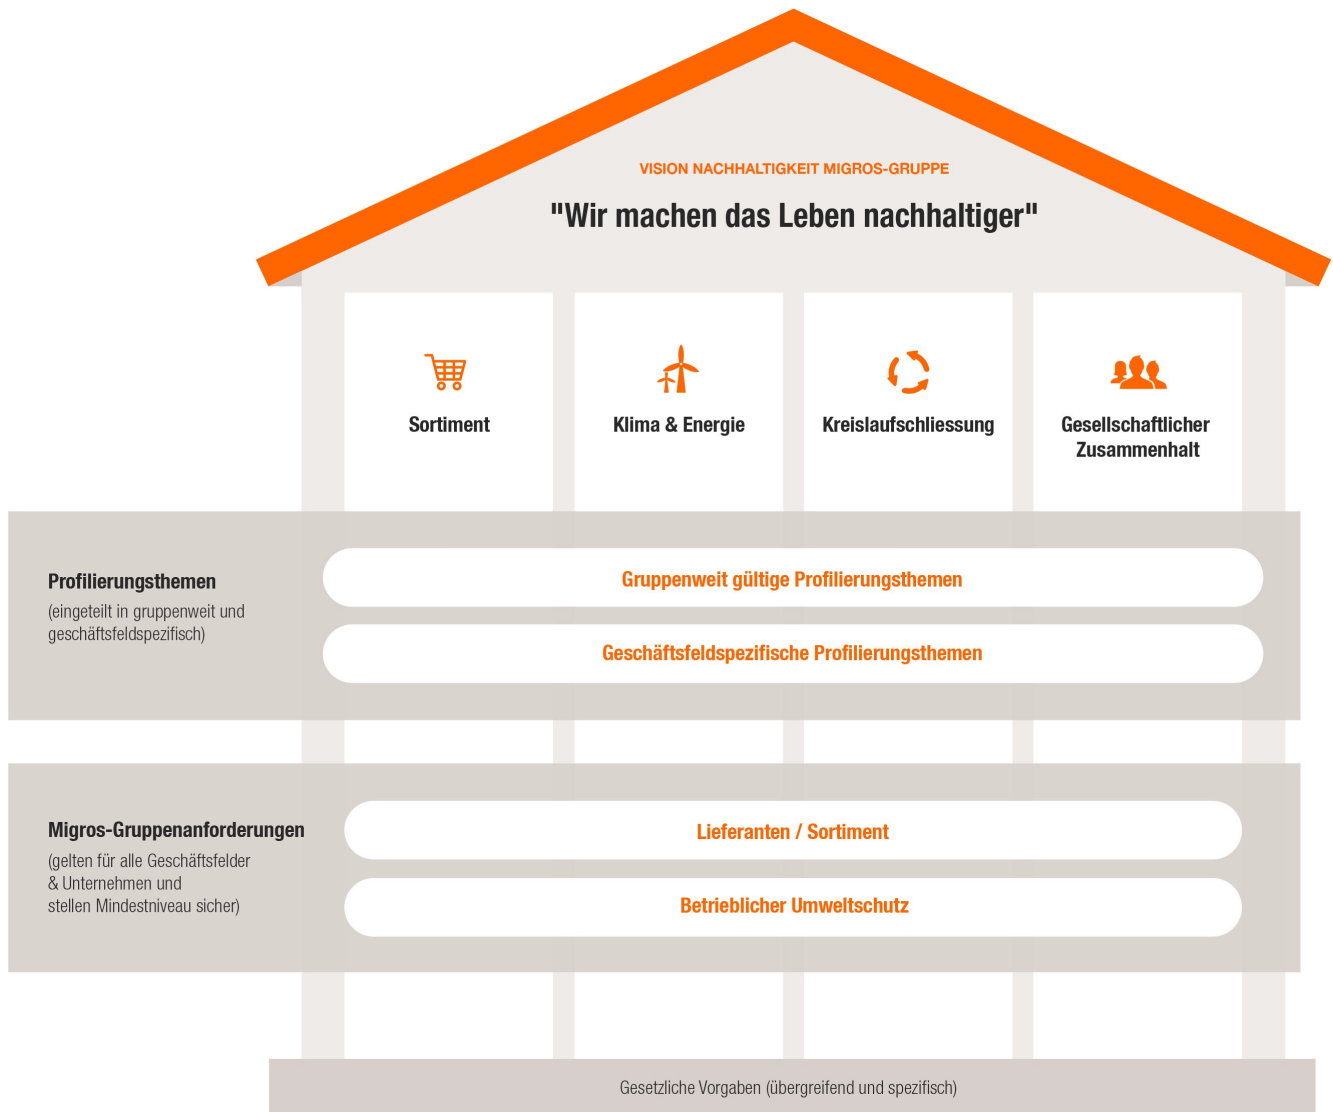 VISION NACHHALTIGKEIT MIGROS-GRUPPE
"Wir machen das Leben nachhaltiger"
Sortiment
Klima & Energie
Kreislaufschliessung
Gesellschaftlicher
Zusammenhalt
Profilierungsthemen
(eingeteilt in gruppenweit und
geschäftsfeldspezifisch)
Gruppenweit gültige Profilierungsthemen
Geschäftsfeldspezifische Profilierungsthemen
Migros-Gruppenanforderungen
(gelten für alle Geschäftsfelder
& Unternehmen und
stellen Mindestniveau sicher)
Lieferanten / Sortiment
Betrieblicher Umweltschutz
Gesetzliche Vorgaben (übergreifend und spezifisch)